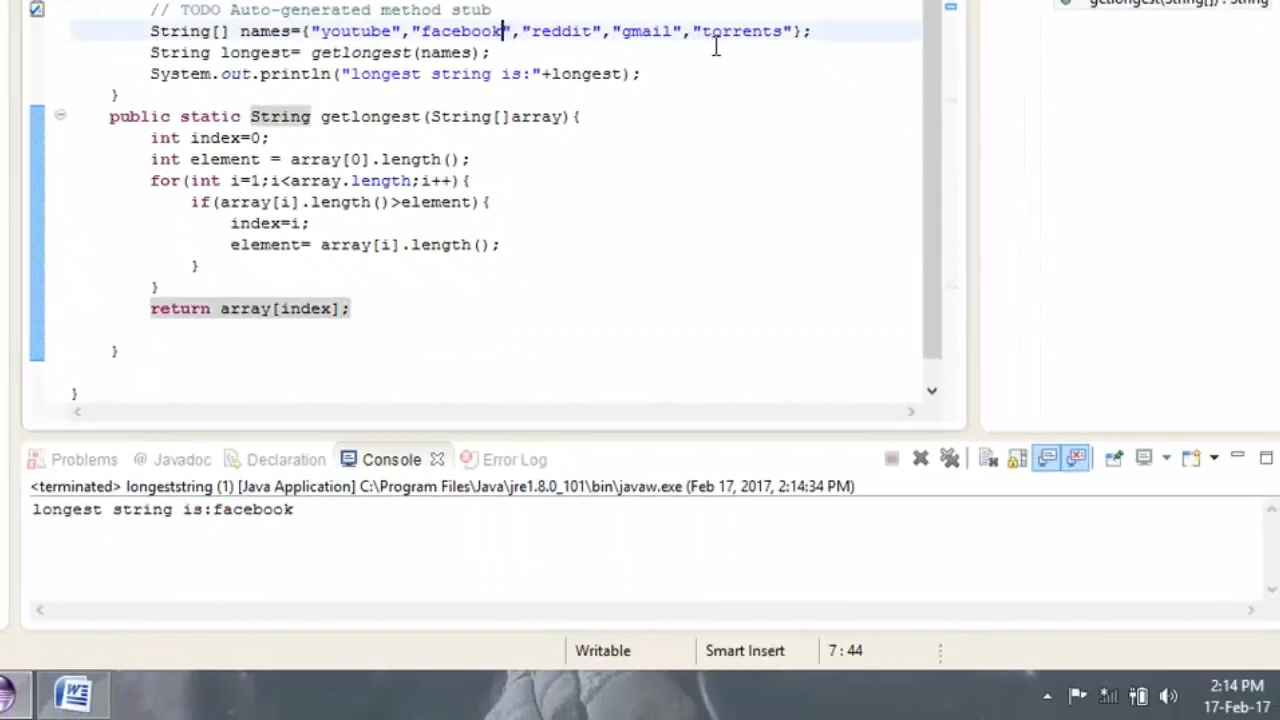 // TODO Auto-generated method stub
String[] names={"youtube","facebook","reddit","gmail","torrents"};
String longest= getlongest(names);
System.out.println("longest string is:"+longest);
}
public static String getlongest(String[]array){
int index=0;
int element = array[0].length();
for(int i=1;i<array.length;i++){
if(array[i].length()>element){
index=i;
element= array[i].length();
}
}
return array[index];
}
}
getlongest(String[]) : String
Problems @ Javadoc Declaration Console Error Log
<terminated> longeststring (1) [Java Application] C:\Program Files\Java\jre1.8.0_101\bin\javaw.exe (Feb 17, 2017, 2:14:34 PM)
longest string is:facebook
Writable Smart Insert 7 : 44
2:14 PM
17-Feb-17